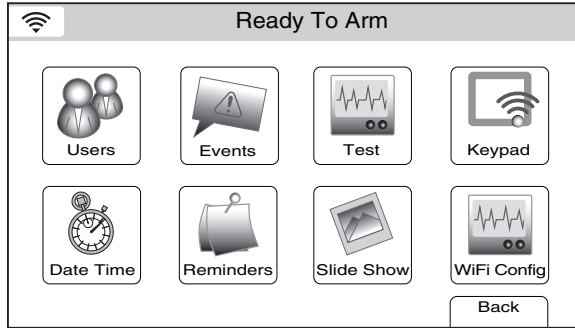 Ready To Arm
Users
Events
Test
Keypad
Date Time
Reminders
Slide Show
WiFi Config
Back